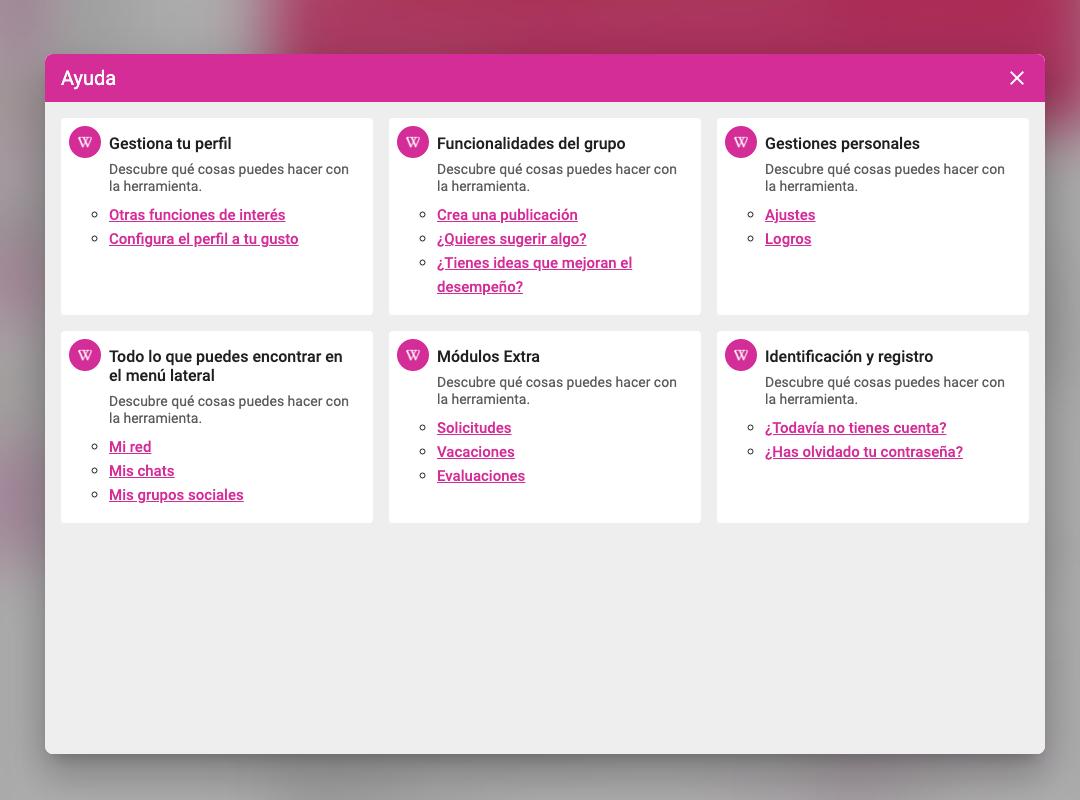 Ayuda
W
Gestiona tu perfil
Descubre qué cosas puedes hacer con
la herramienta.
Otras funciones de interés
Configura el perfil a tu gusto
W
Funcionalidades del grupo
Descubre qué cosas puedes hacer con
la herramienta.
Crea una publicación
¿Quieres sugerir algo?
¿Tienes ideas que mejoran el
desempeño?
W
Gestiones personales
Descubre qué cosas puedes hacer con
la herramienta.
Ajustes
Logros
W
Todo lo que puedes encontrar en
el menú lateral
Descubre qué cosas puedes hacer con
la herramienta.
Mi red
Mis chats
Mis grupos sociales
W
Módulos Extra
Descubre qué cosas puedes hacer con
la herramienta.
Solicitudes
Vacaciones
Evaluaciones
W
Identificación y registro
Descubre qué cosas puedes hacer con
la herramienta.
¿Todavía no tienes cuenta?
¿Has olvidado tu contraseña?